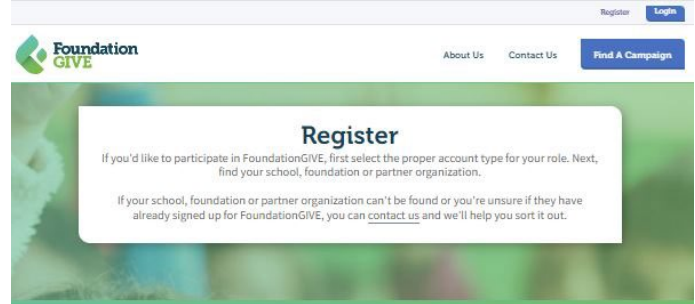 Register Login
Foundation
GIVE
About Us Contact Us Find A Campaign
Register
If you'd like to participate in FoundationGIVE, first select the proper account type for your role. Next,
find your school, foundation or partner organization.
If your school, foundation or partner organization can't be found or you're unsure if they have
already signed up for FoundationGIVE, you can contact us and we'll help you sort it out.